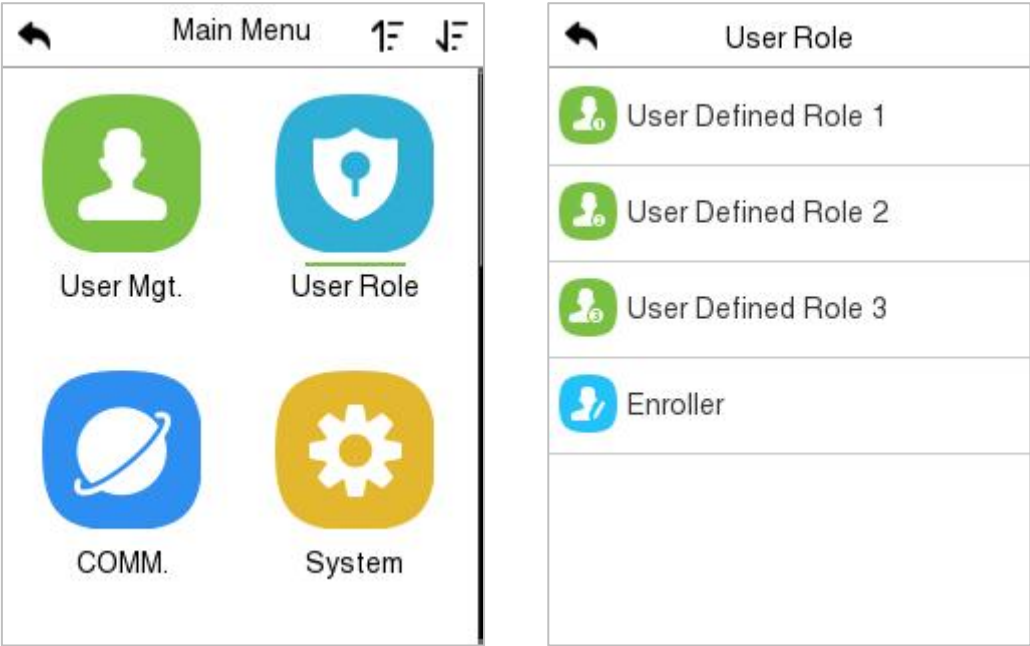 Main Menu
User Mgt.
User Role
COMM.
System
User Role
User Defined Role 1
User Defined Role 2
User Defined Role 3
Enroller